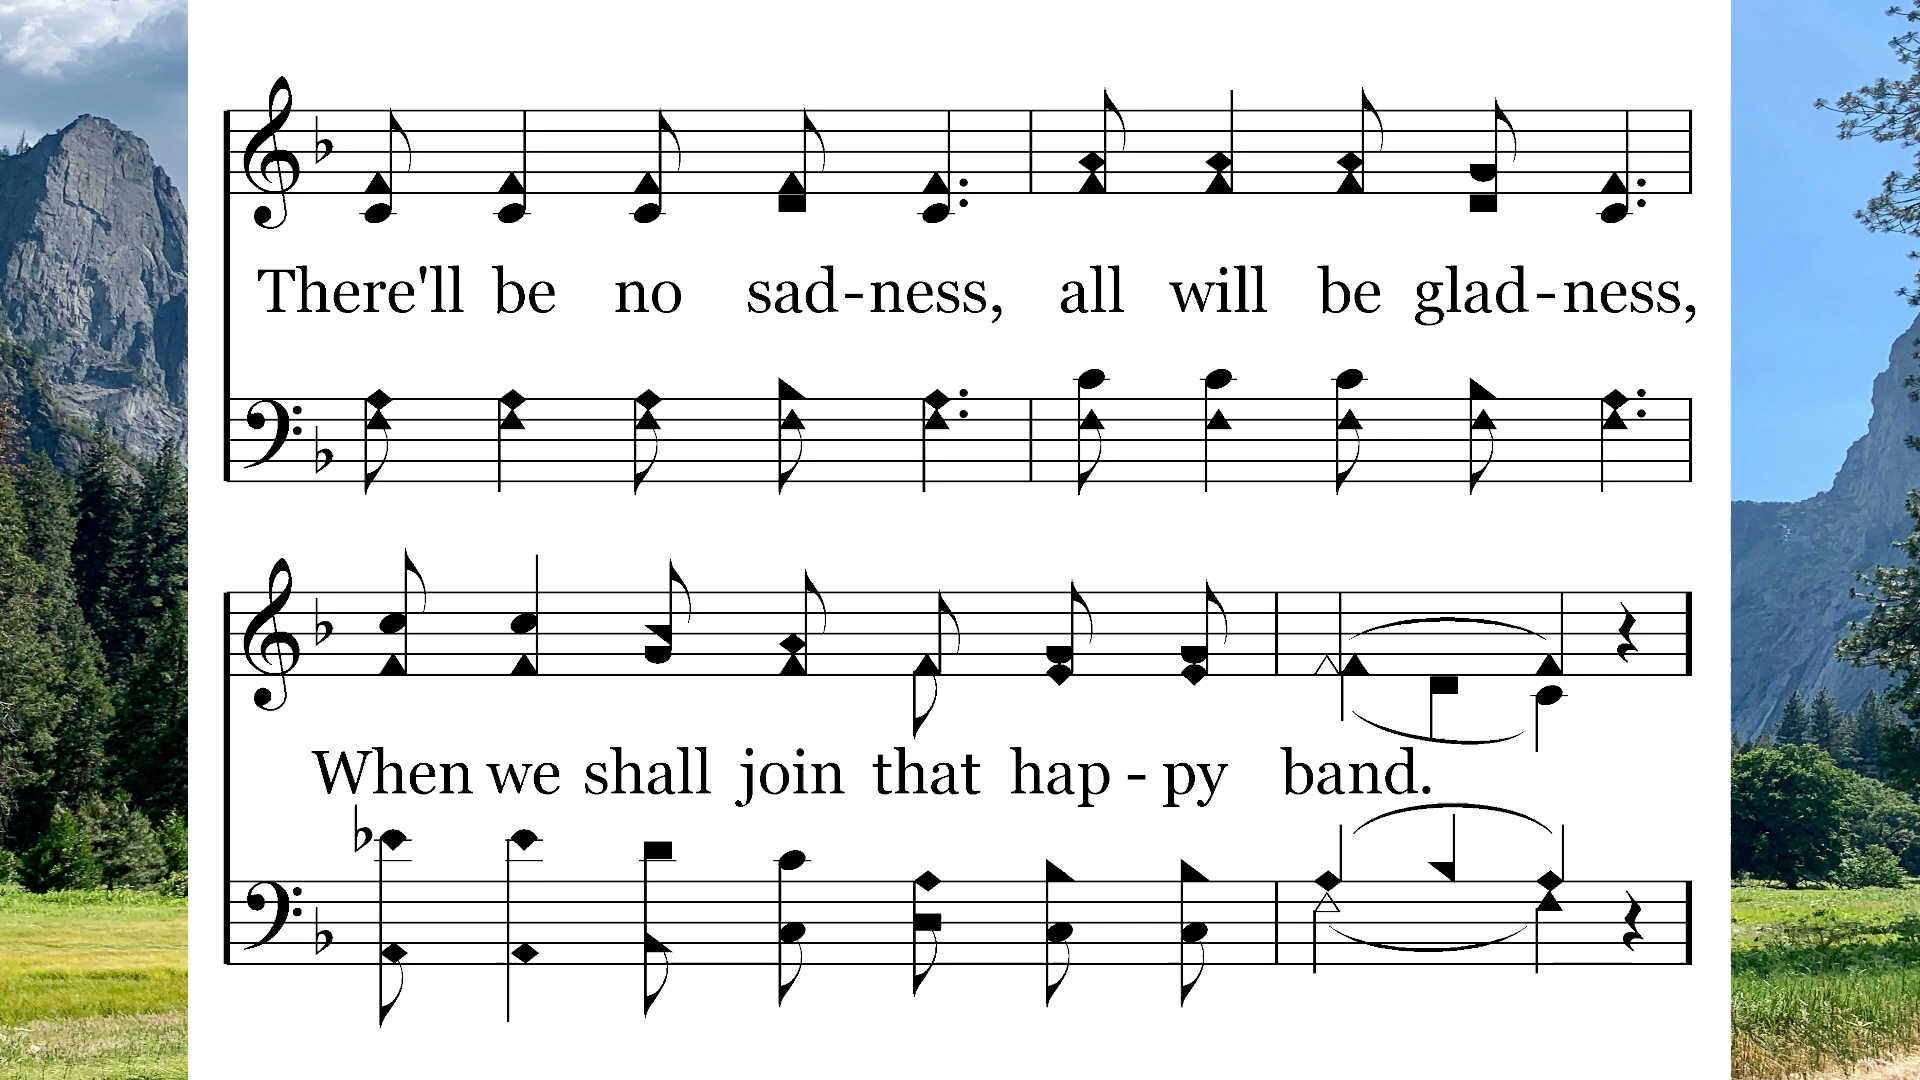 There'll be no sad-ness, all will be glad-ness,
When we shall join that hap - py band.